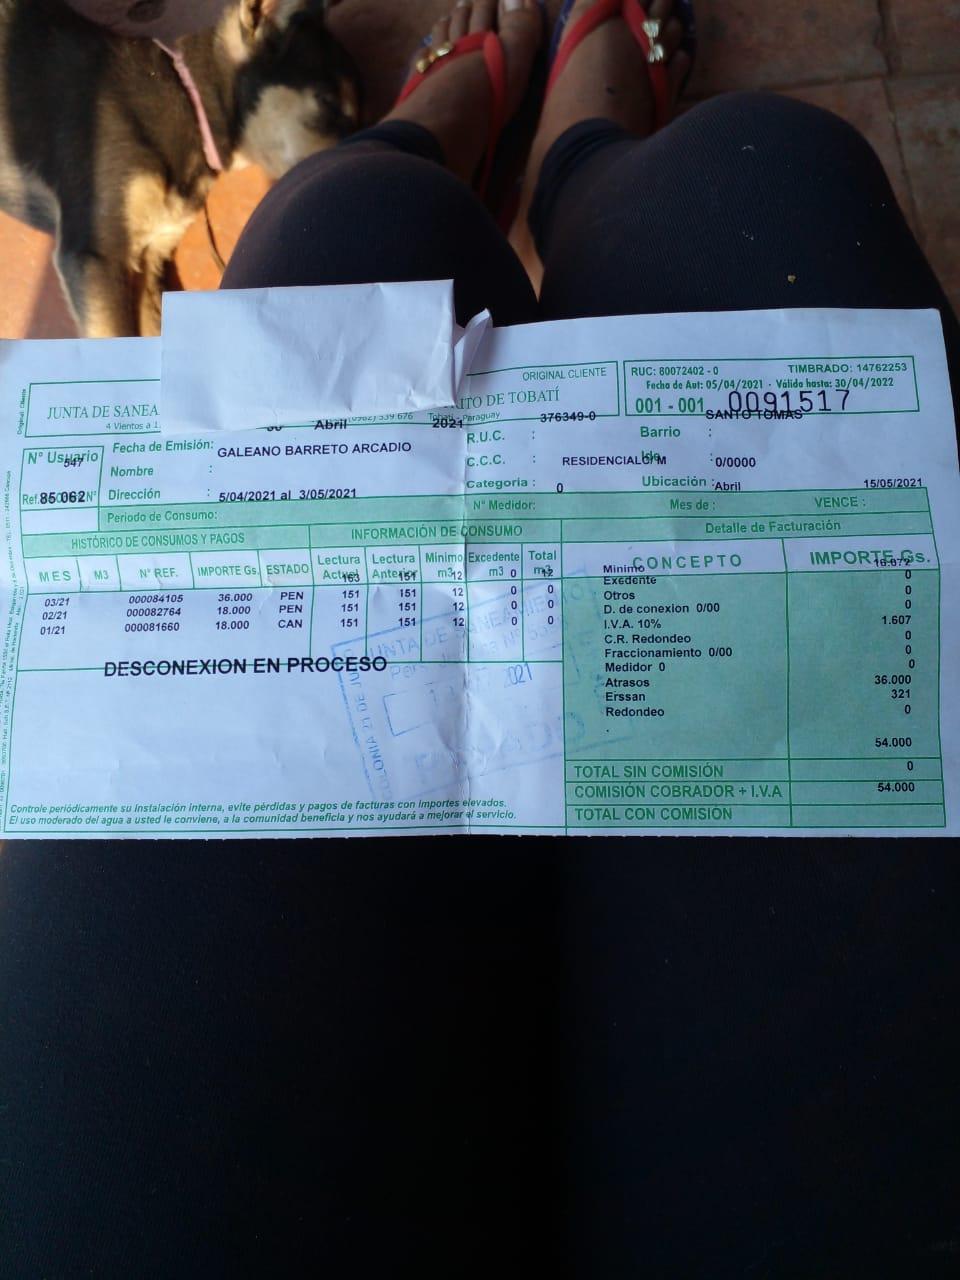 ORIGINAL CLIENTE
JUNTA DE SANEA
RITO DE TOBATÍ
4 Vientos a 1
(0982) 539 676 Tobatí - Paraguay
RUC: 80072402 - 0 TIMBRADO: 14762253
Fecha de Aut: 05/04/2021 - Válido hasta: 30/04/2022
001 - 001 0091517
Nº Usuario
547
Ref.
85 062
Fecha de Emisión: 30 Abril 2021
Nombre : GALEANO BARRETO ARCADIO
Dirección :
Periodo de Consumo: 5/04/2021 al 3/05/2021
R.U.C. : 376349-0
C.C.C. :
Categoria : RESIDENCIAL
Nº Medidor: 0
Barrio : SANTO TOMAS
Ubicación : 0/0000
Mes de : Abril
VENCE : 15/05/2021
HISTÓRICO DE CONSUMOS Y PAGOS
INFORMACIÓN DE CONSUMO
Detalle de Facturación
MES M3 Nº REF. IMPORTE Gs. ESTADO Lectura Actual Lectura Anterior Minimo m3 Excedente m3 Total m3
163 151 12 0 12
03/21 000084105 36.000 PEN 151 151 12 0 0
02/21 000082764 18.000 PEN 151 151 12 0 0
01/21 000081660 18.000 CAN 151 151 12 0 0
DESCONEXION EN PROCESO
CONCEPTO IMPORTE Gs.
Minimo 16.072
Exedente 0
Otros 0
D. de conexion 0/00 0
I.V.A. 10% 1.607
C.R. Redondeo 0
Fraccionamiento 0/00 0
Medidor 0 0
Atrasos 36.000
Erssan 321
Redondeo 0
54.000
TOTAL SIN COMISIÓN
0
COMISIÓN COBRADOR + I.V.A
54.000
TOTAL CON COMISIÓN
JUNTA DE SANEAMIENTO
2021
PAGADO
COLONIA 21 DE JU
Controle periódicamente su instalación interna, evite pérdidas y pagos de facturas con importes elevados.
El uso moderado del agua a usted le conviene, a la comunidad beneficia y nos ayudará a mejorar el servicio.
Original: Cliente